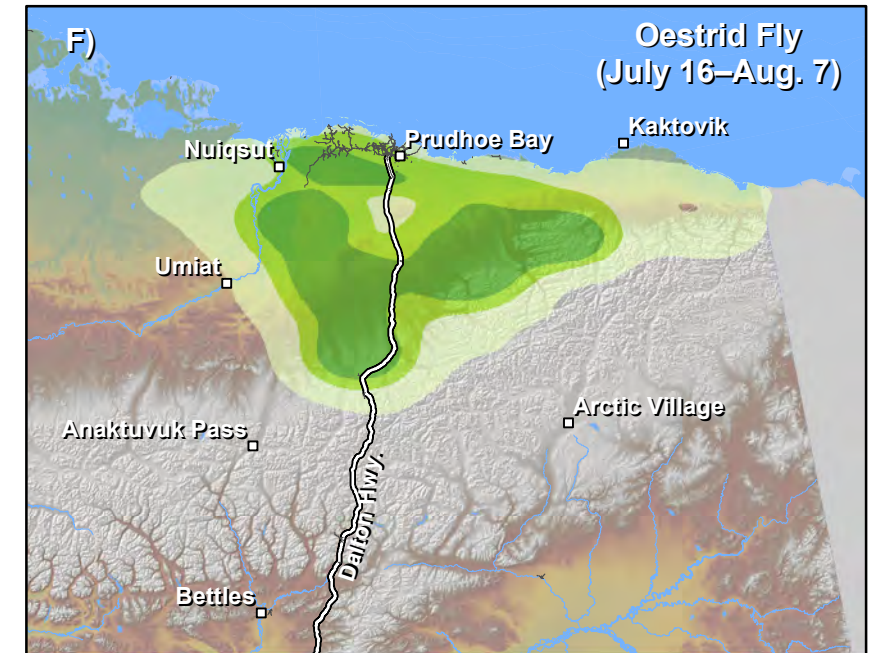 F)
Oestrid Fly
(July 16–Aug. 7)
Kaktovik
Prudhoe Bay
Nuiqsut
Umiat
Arctic Village
Anaktuvuk Pass
Dalton Hwy.
Bettles